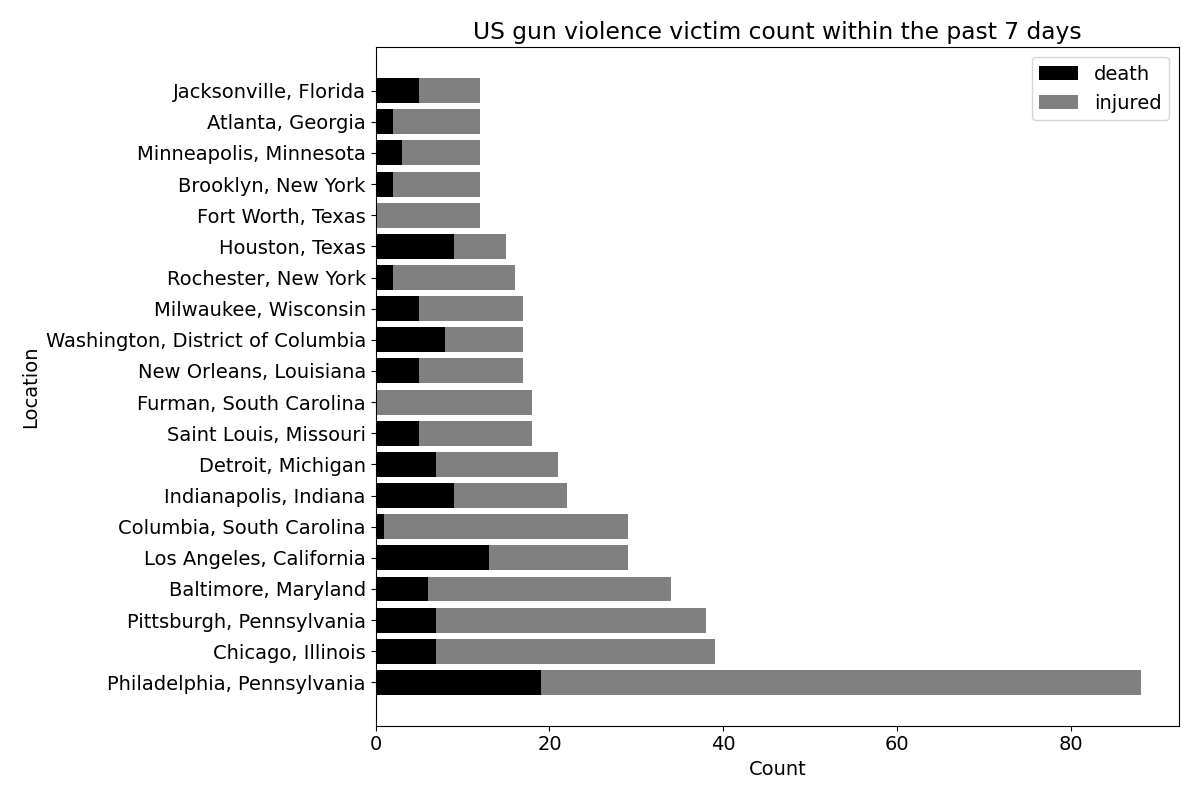 US gun violence victim count within the past 7 days
death
injured
Jacksonville, Florida
Atlanta, Georgia
Minneapolis, Minnesota
Brooklyn, New York
Fort Worth, Texas
Houston, Texas
Rochester, New York
Milwaukee, Wisconsin
Washington, District of Columbia
New Orleans, Louisiana
Furman, South Carolina
Saint Louis, Missouri
Detroit, Michigan
Indianapolis, Indiana
Columbia, South Carolina
Los Angeles, California
Baltimore, Maryland
Pittsburgh, Pennsylvania
Chicago, Illinois
Philadelphia, Pennsylvania
Location
0 20 40 60 80
Count